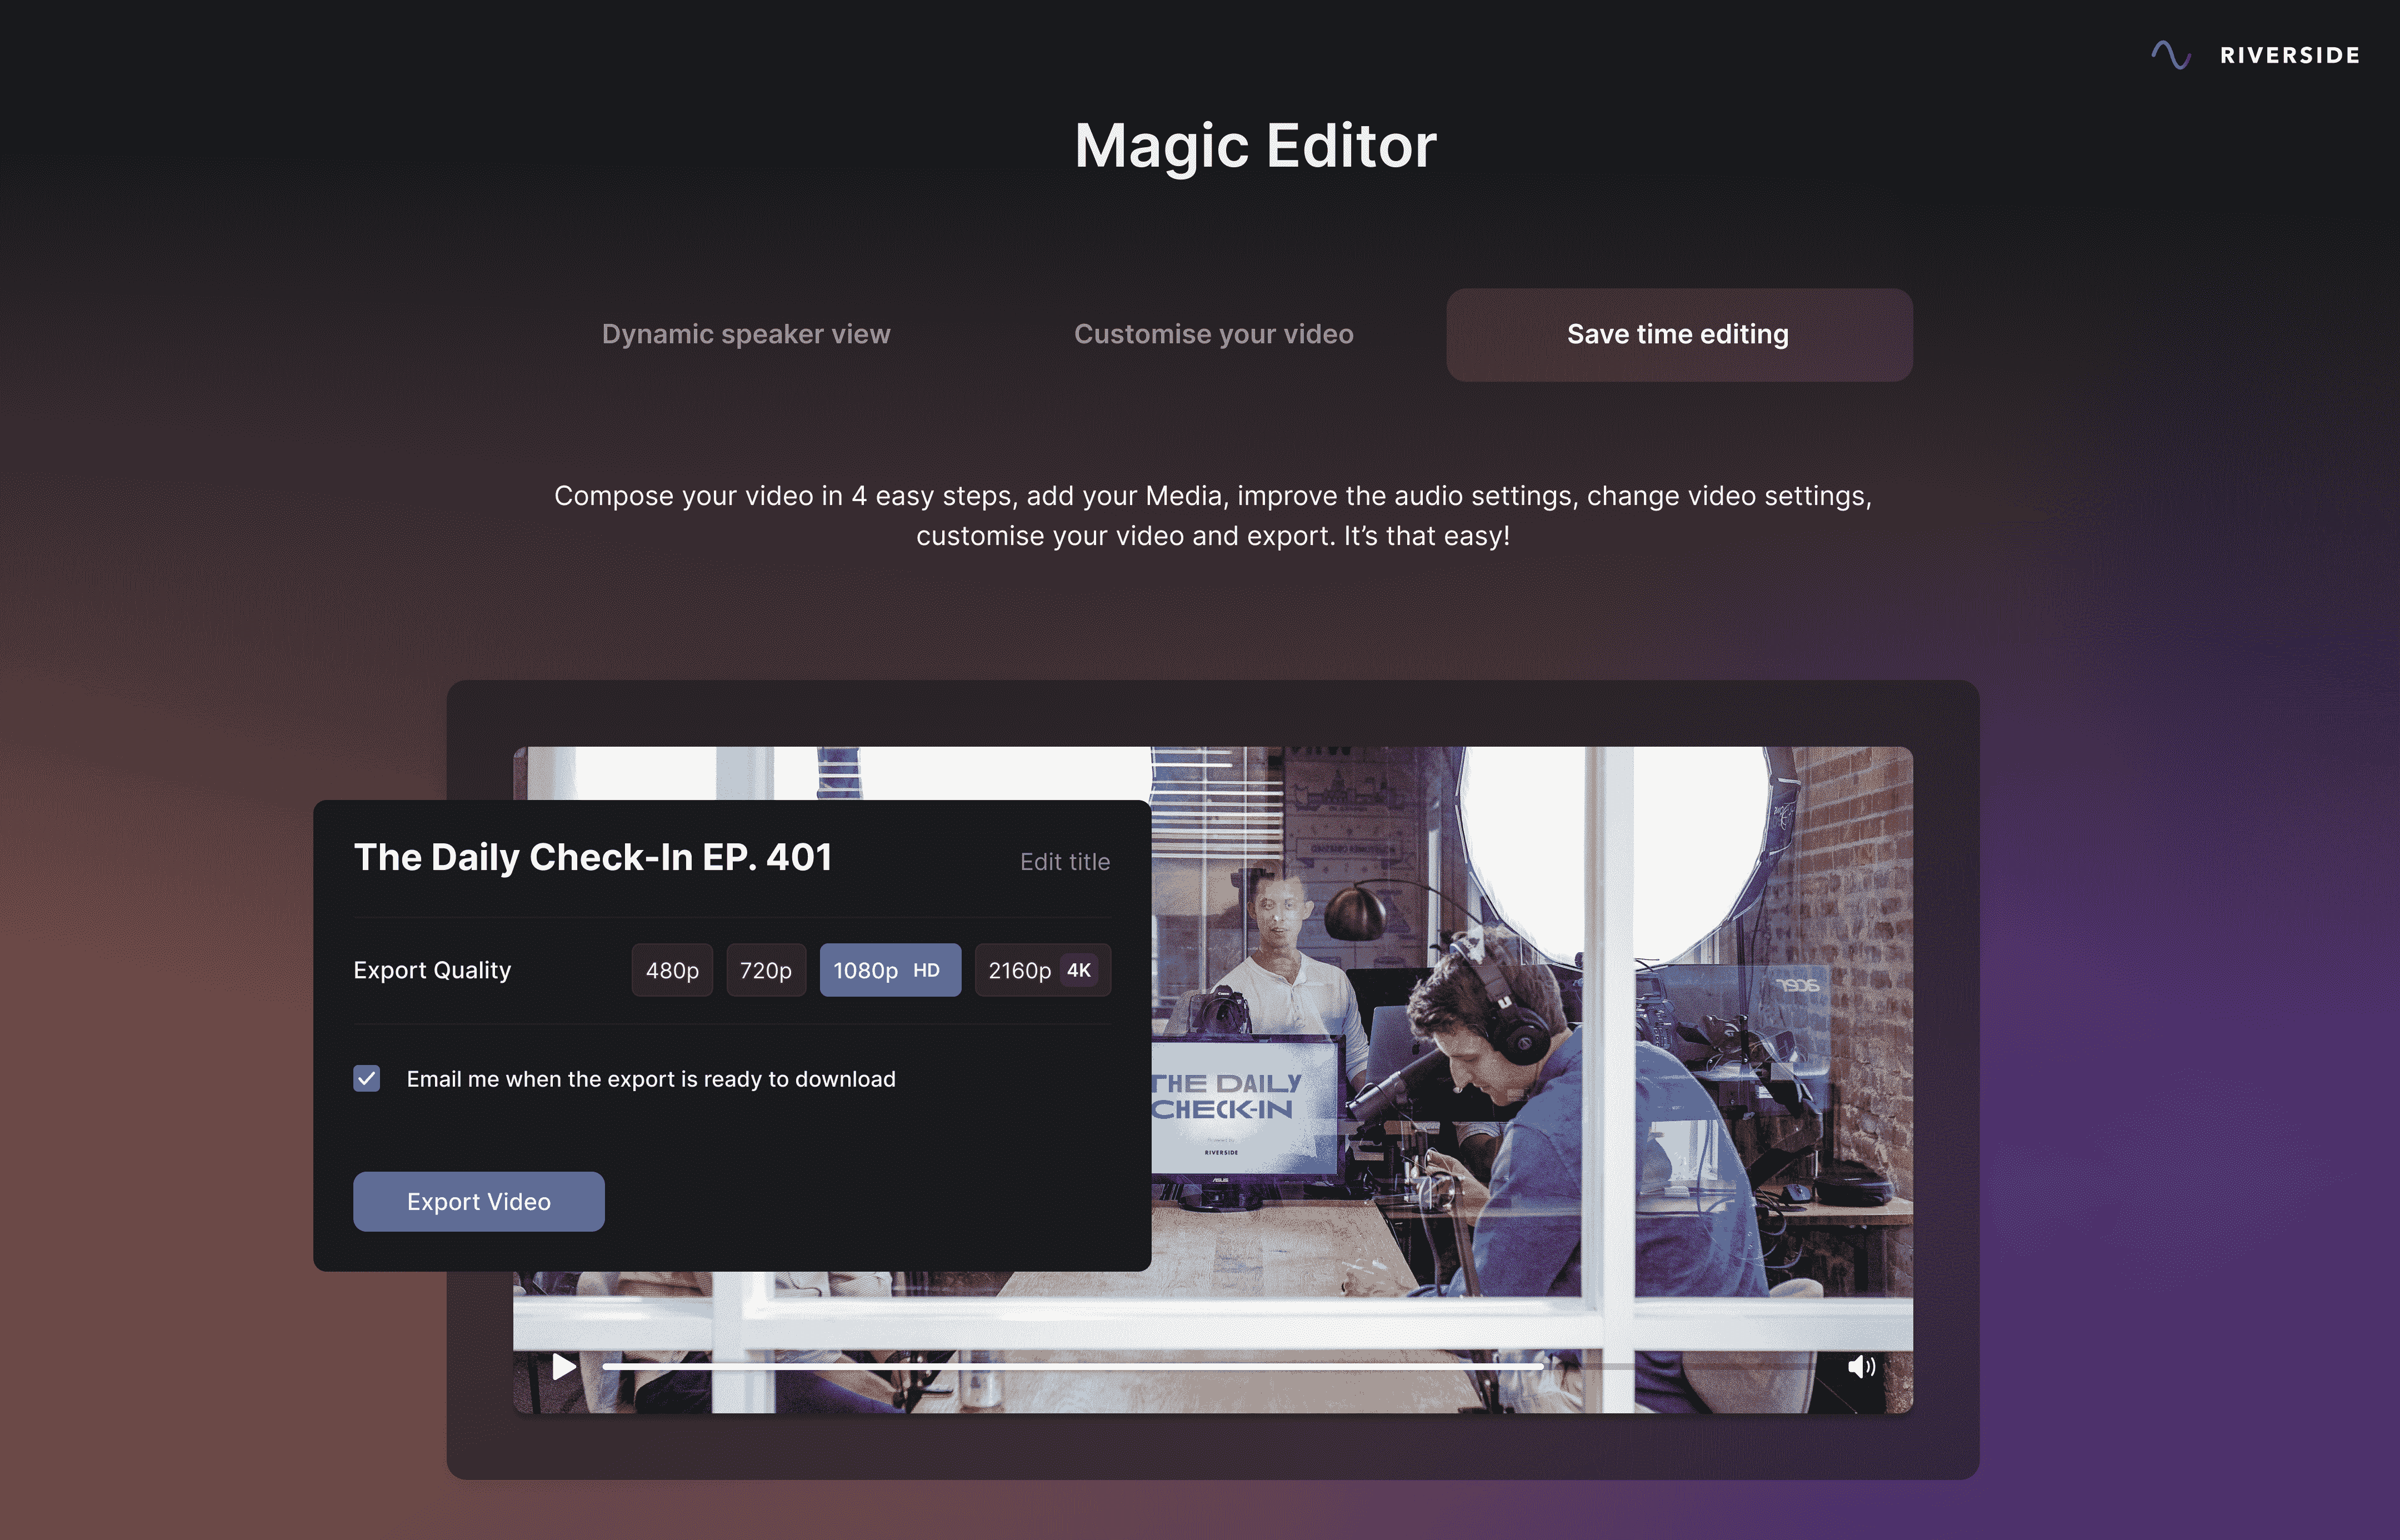 RIVERSIDE
Magic Editor
Dynamic speaker view
Customise your video
Save time editing
Compose your video in 4 easy steps, add your Media, improve the audio settings, change video settings,
customise your video and export. It’s that easy!
The Daily Check-In EP. 401
Edit title
Export Quality
480p
720p
1080p HD
2160p 4K
Email me when the export is ready to download
Export Video
THE DAILY
CHECK-IN
RIVERSIDE
ASUS
acer